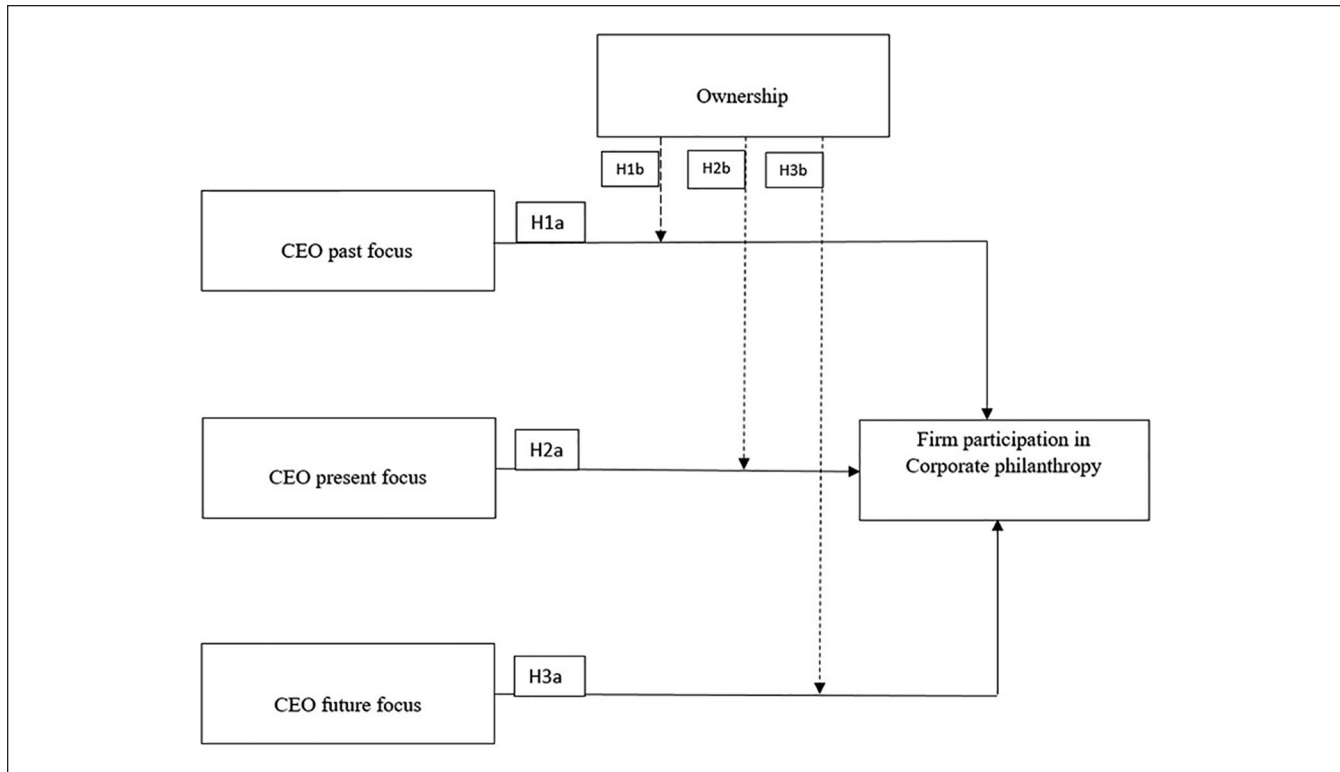 Ownership
H1b
H2b
H3b
H1a
CEO past focus
H2a
CEO present focus
Firm participation in
Corporate philanthropy
H3a
CEO future focus